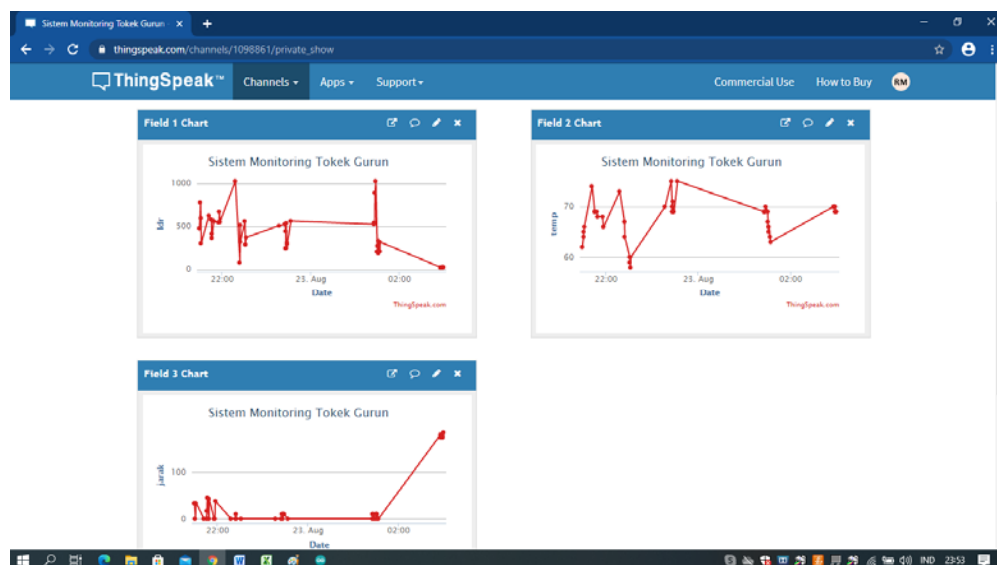 Sistem Monitoring Tokek Gurun
thingspeak.com/channels/1098861/private_show
ThingSpeak™ Channels Apps Support Commercial Use How to Buy RM
Field 1 Chart
Sistem Monitoring Tokek Gurun
ldr
1000
500
0
22:00 23. Aug 02:00
Date
ThingSpeak.com
Field 2 Chart
Sistem Monitoring Tokek Gurun
temp
70
60
22:00 23. Aug 02:00
Date
ThingSpeak.com
Field 3 Chart
Sistem Monitoring Tokek Gurun
jarak
100
0
22:00 23. Aug 02:00
Date
IND 23:53